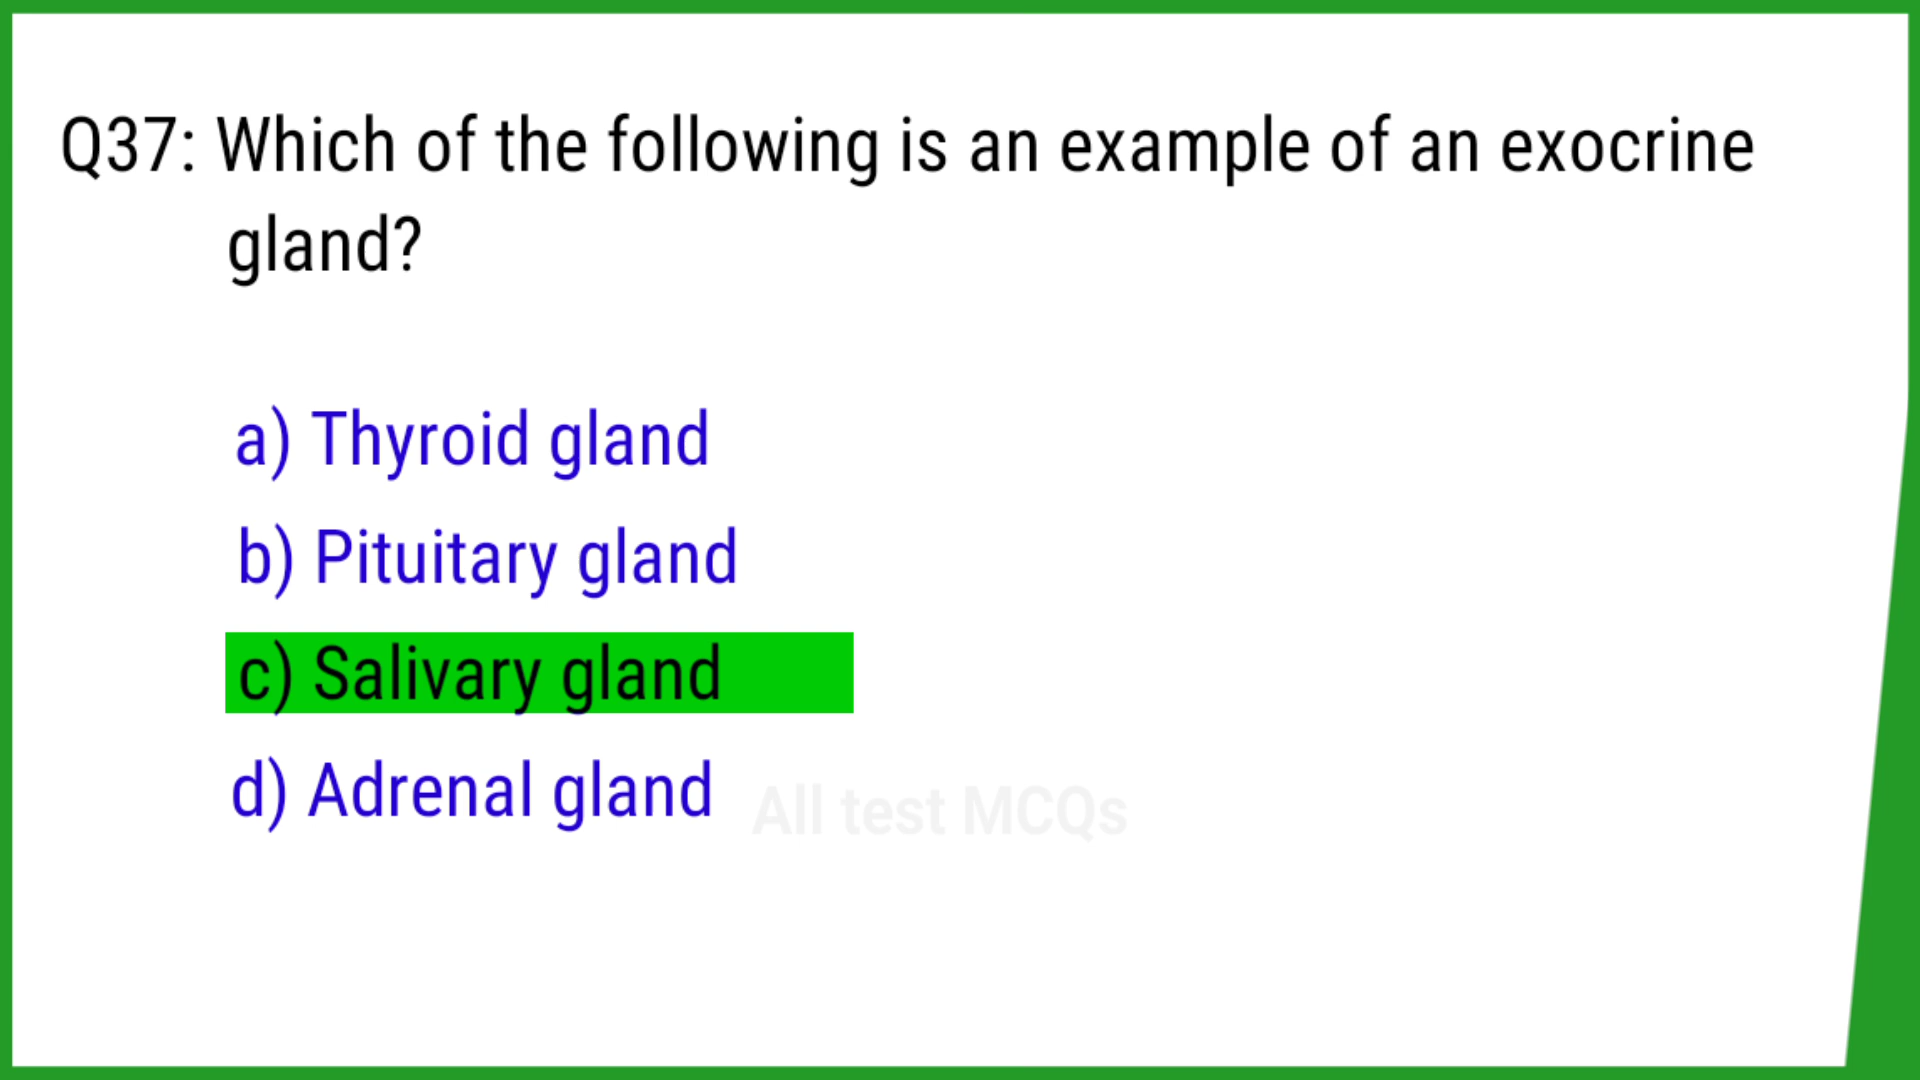 Q37: Which of the following is an example of an exocrine
gland?
a) Thyroid gland
b) Pituitary gland
c) Salivary gland
d) Adrenal gland
All test MCQs